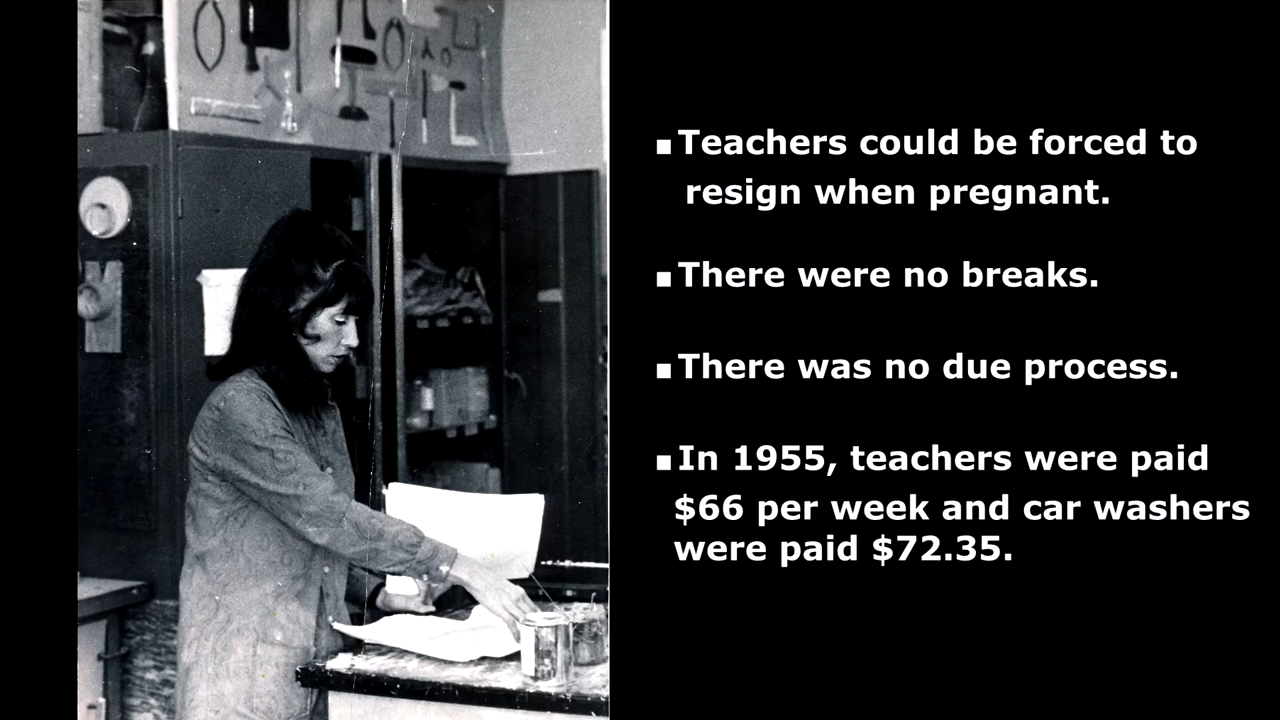 ▪Teachers could be forced to
resign when pregnant.
▪There were no breaks.
▪There was no due process.
▪In 1955, teachers were paid
$66 per week and car washers
were paid $72.35.